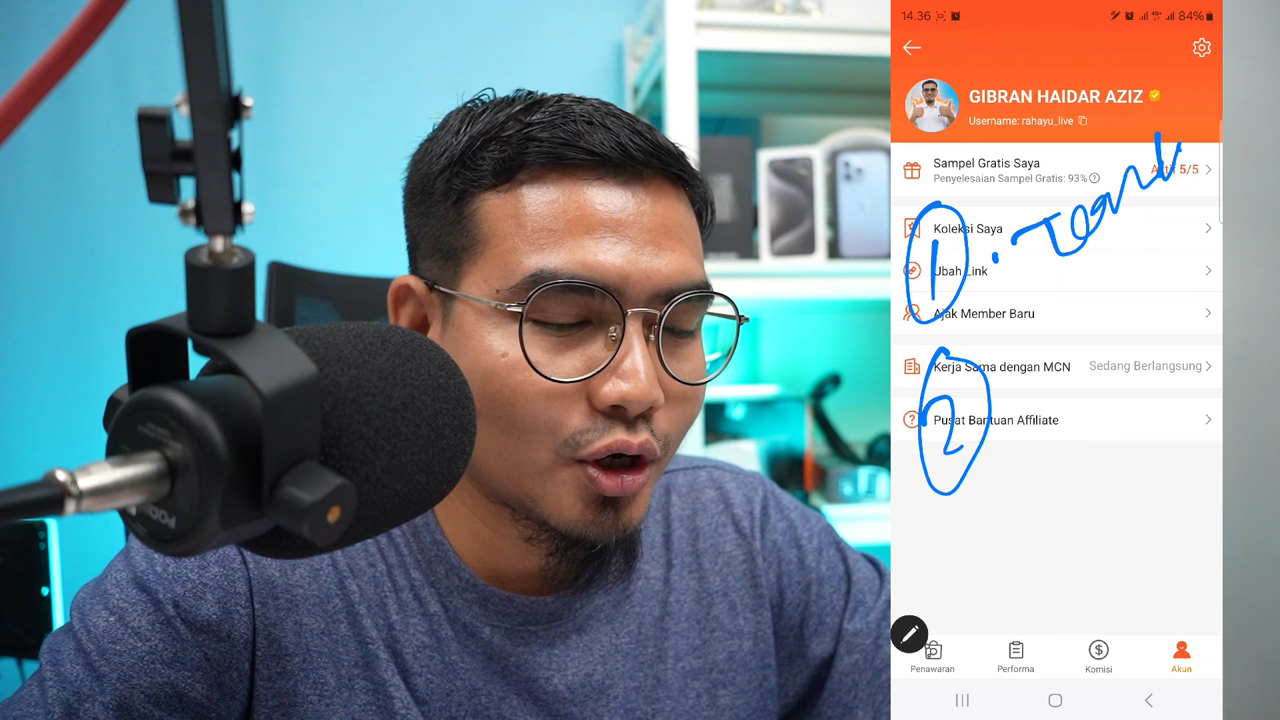 14.36
4G+
84%
GIBRAN HAIDAR AZIZ
Username: rahayu_live
Sampel Gratis Saya
Penyelesaian Sampel Gratis: 93%
5/5
Koleksi Saya
1
Ubah Link
Ajak Member Baru
Kerja Sama dengan MCN
Sedang Berlangsung
2
Pusat Bantuan Affiliate
Penawaran
Performa
Komisi
Akun